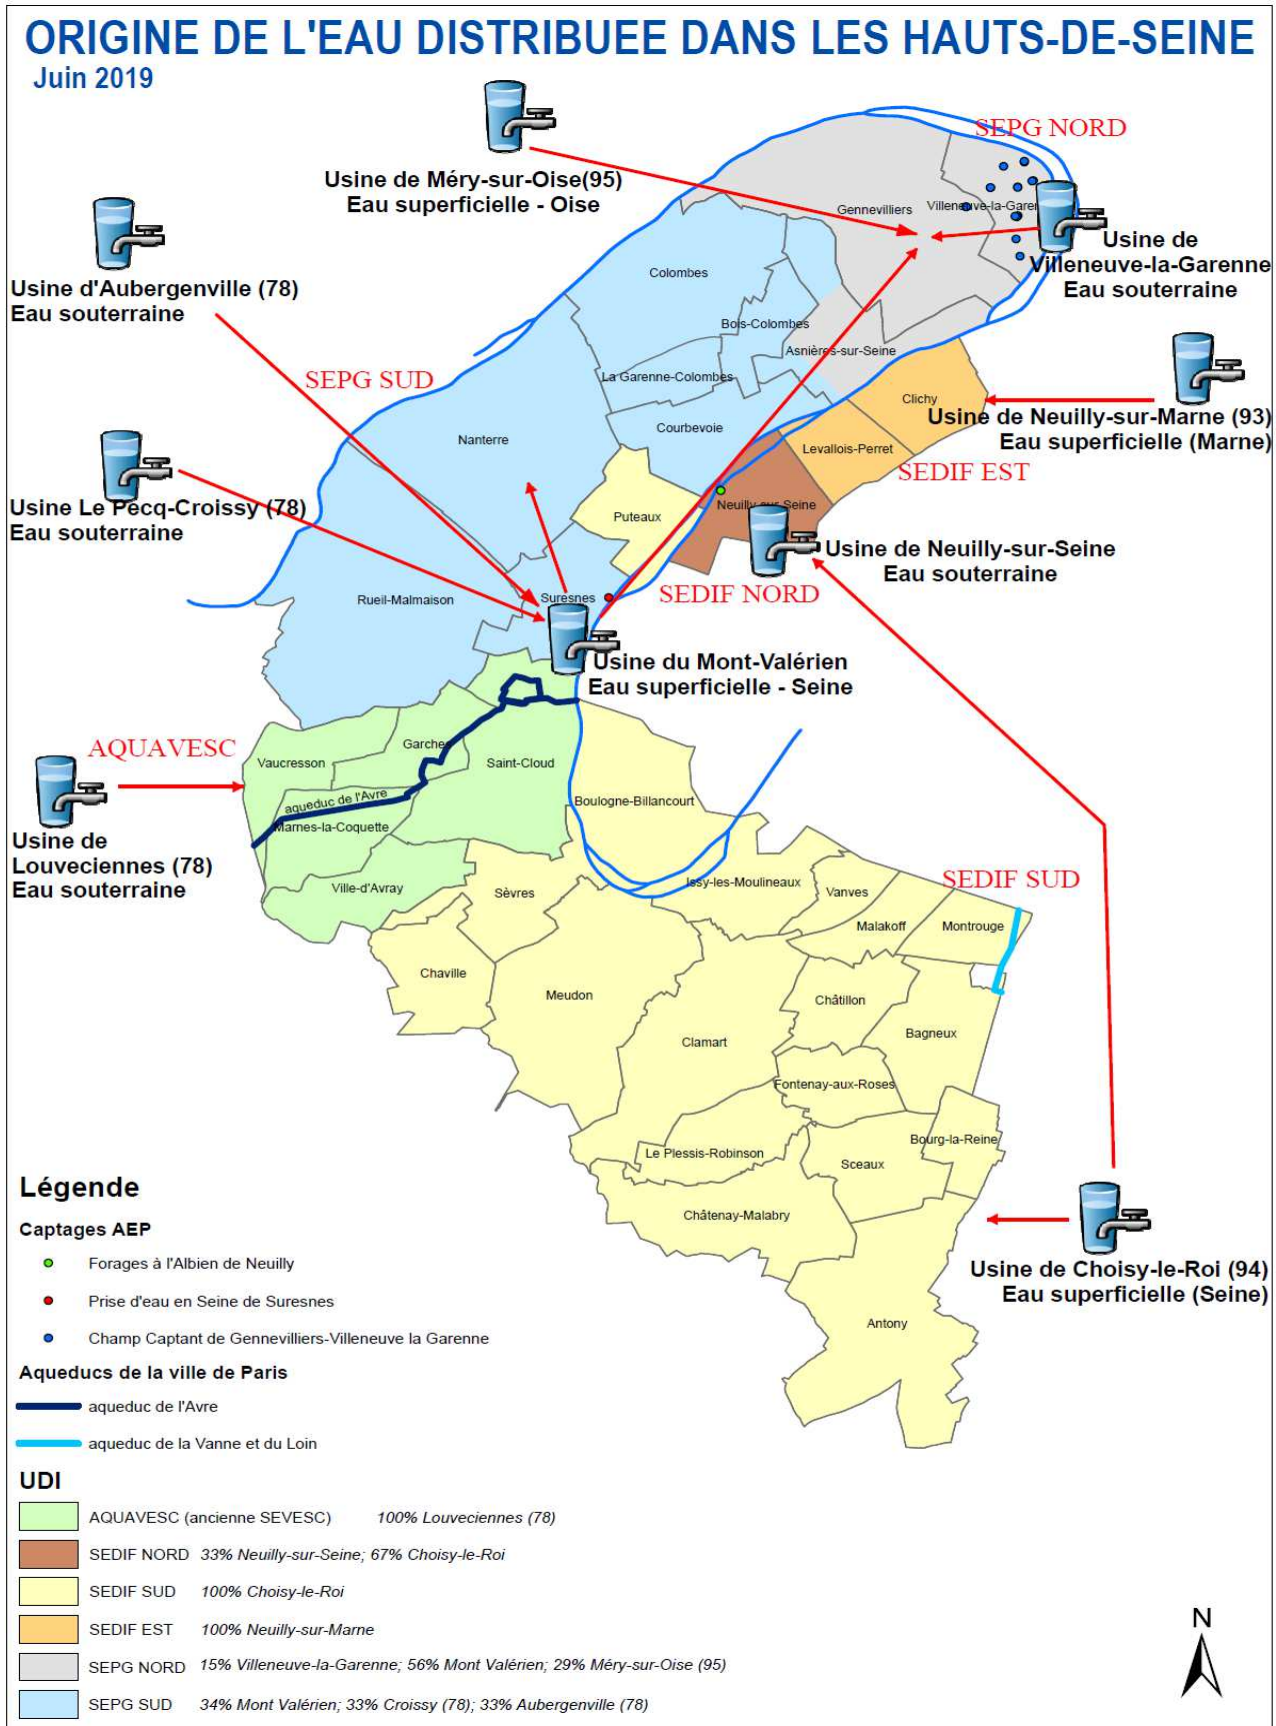 ORIGINE DE L'EAU DISTRIBUEE DANS LES HAUTS-DE-SEINE
Juin 2019
SEPG NORD
Usine de Méry-sur-Oise(95)
Eau superficielle - Oise
Gennevilliers
Villeneuve-la-Garen
Usine de
Villeneuve-la-Garenne
Eau souterraine
Usine d'Aubergenville (78)
Eau souterraine
Colombes
Bois-Colombes
Asnières-sur-Seine
La Garenne-Colombes
SEPG SUD
Clichy
Usine de Neuilly-sur-Marne (93)
Eau superficielle (Marne)
Courbevoie
Nanterre
Levallois-Perret
SEDIF EST
Usine Le Pecq-Croissy (78)
Eau souterraine
Puteaux
Neuilly-sur-Seine
Usine de Neuilly-sur-Seine
Eau souterraine
SEDIF NORD
Rueil-Malmaison
Suresnes
Usine du Mont-Valérien
Eau superficielle - Seine
AQUAVESC
Garches
Vaucresson
Saint-Cloud
aqueduc de l'Avre
Marnes-la-Coquette
Boulogne-Billancourt
Usine de
Louveciennes (78)
Eau souterraine
Ville-d'Avray
Sèvres
Issy-les-Moulineaux
Vanves
SEDIF SUD
Malakoff
Montrouge
Chaville
Meudon
Châtillon
Bagneux
Clamart
Fontenay-aux-Roses
Bourg-la-Reine
Le Plessis-Robinson
Sceaux
Châtenay-Malabry
Usine de Choisy-le-Roi (94)
Eau superficielle (Seine)
Antony
Légende
Captages AEP
Forages à l'Albien de Neuilly
Prise d'eau en Seine de Suresnes
Champ Captant de Gennevilliers-Villeneuve la Garenne
Aqueducs de la ville de Paris
aqueduc de l'Avre
aqueduc de la Vanne et du Loin
UDI
AQUAVESC (ancienne SEVESC) 100% Louveciennes (78)
SEDIF NORD 33% Neuilly-sur-Seine; 67% Choisy-le-Roi
SEDIF SUD 100% Choisy-le-Roi
SEDIF EST 100% Neuilly-sur-Marne
SEPG NORD 15% Villeneuve-la-Garenne; 56% Mont Valérien; 29% Méry-sur-Oise (95)
SEPG SUD 34% Mont Valérien; 33% Croissy (78); 33% Aubergenville (78)
N